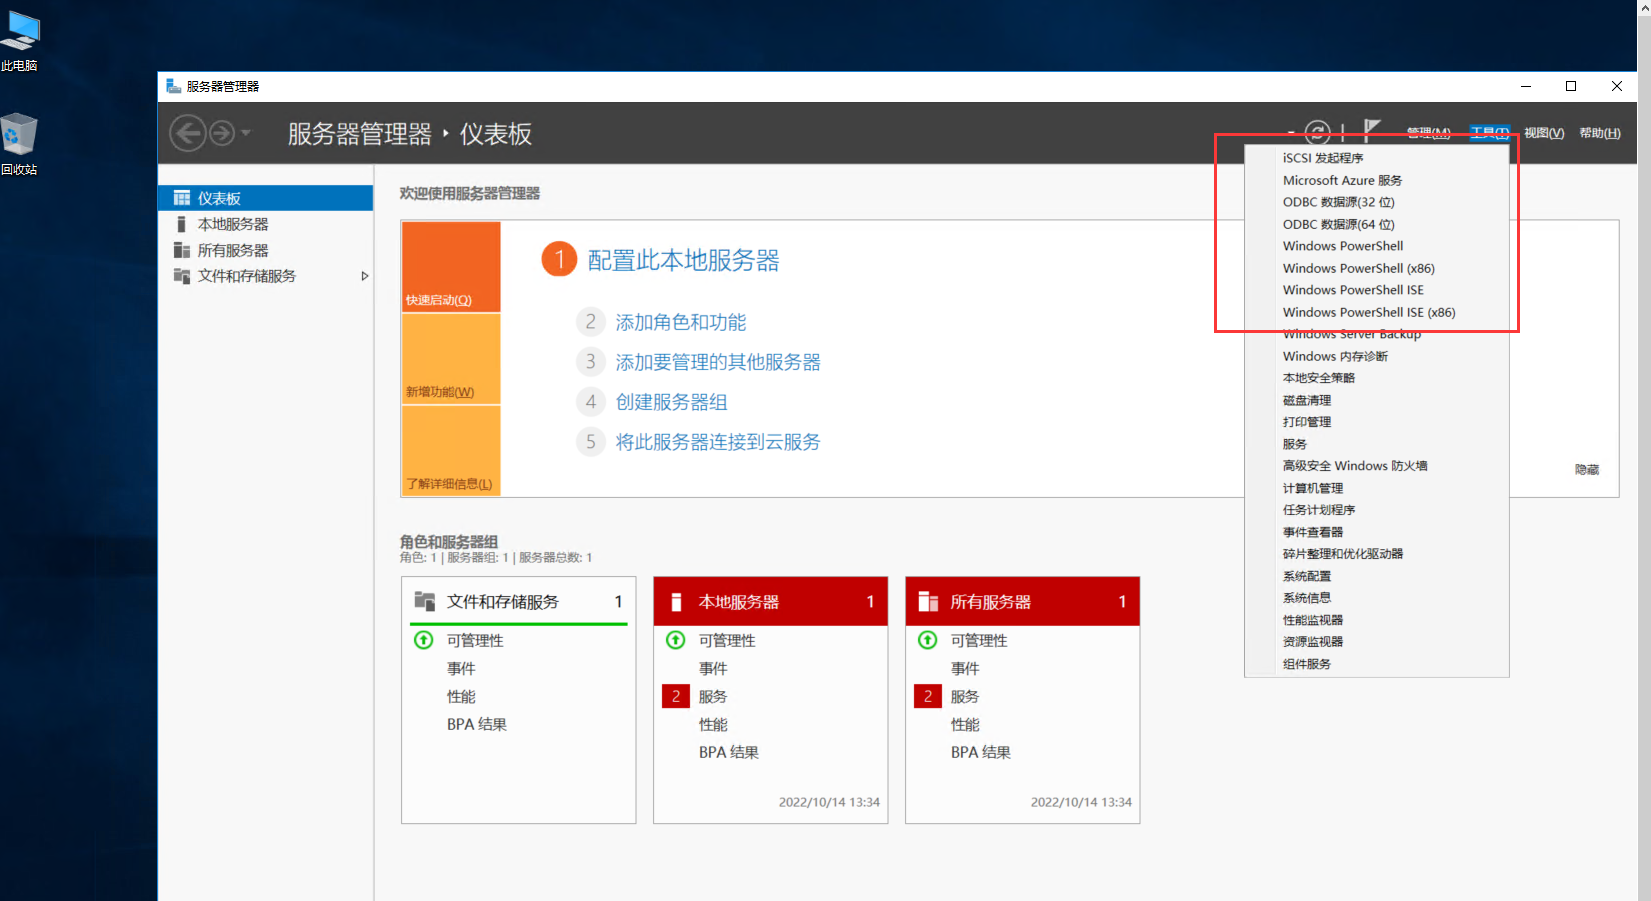 此电脑
回收站
服务器管理器
服务器管理器 ‣ 仪表板
管理(M) 工具(T) 视图(V) 帮助(H)
仪表板
本地服务器
所有服务器
文件和存储服务
欢迎使用服务器管理器
快速启动(Q)
新增功能(W)
了解详细信息(L)
1 配置此本地服务器
2 添加角色和功能
3 添加要管理的其他服务器
4 创建服务器组
5 将此服务器连接到云服务
隐藏
iSCSI 发起程序
Microsoft Azure 服务
ODBC 数据源(32 位)
ODBC 数据源(64 位)
Windows PowerShell
Windows PowerShell (x86)
Windows PowerShell ISE
Windows PowerShell ISE (x86)
Windows Server Backup
Windows 内存诊断
本地安全策略
磁盘清理
打印管理
服务
高级安全 Windows 防火墙
计算机管理
任务计划程序
事件查看器
碎片整理和优化驱动器
系统配置
系统信息
性能监视器
资源监视器
组件服务
角色和服务器组
角色: 1 | 服务器组: 1 | 服务器总数: 1
文件和存储服务 1
可管理性
事件
性能
BPA 结果
本地服务器 1
可管理性
事件
2 服务
性能
BPA 结果
2022/10/14 13:34
所有服务器 1
可管理性
事件
2 服务
性能
BPA 结果
2022/10/14 13:34